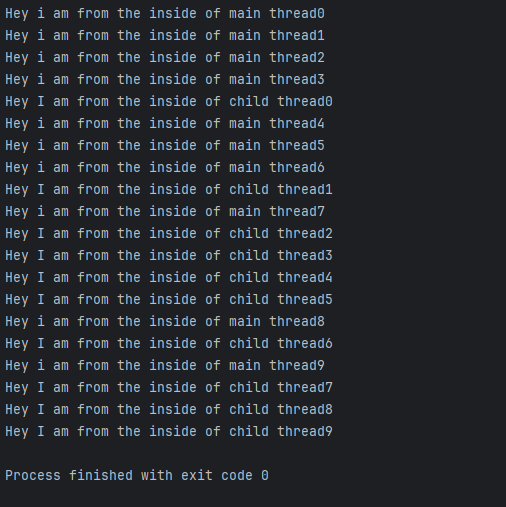 Hey i am from the inside of main thread0
Hey i am from the inside of main thread1
Hey i am from the inside of main thread2
Hey i am from the inside of main thread3
Hey I am from the inside of child thread0
Hey i am from the inside of main thread4
Hey i am from the inside of main thread5
Hey i am from the inside of main thread6
Hey I am from the inside of child thread1
Hey i am from the inside of main thread7
Hey I am from the inside of child thread2
Hey I am from the inside of child thread3
Hey I am from the inside of child thread4
Hey I am from the inside of child thread5
Hey i am from the inside of main thread8
Hey I am from the inside of child thread6
Hey i am from the inside of main thread9
Hey I am from the inside of child thread7
Hey I am from the inside of child thread8
Hey I am from the inside of child thread9
Process finished with exit code 0